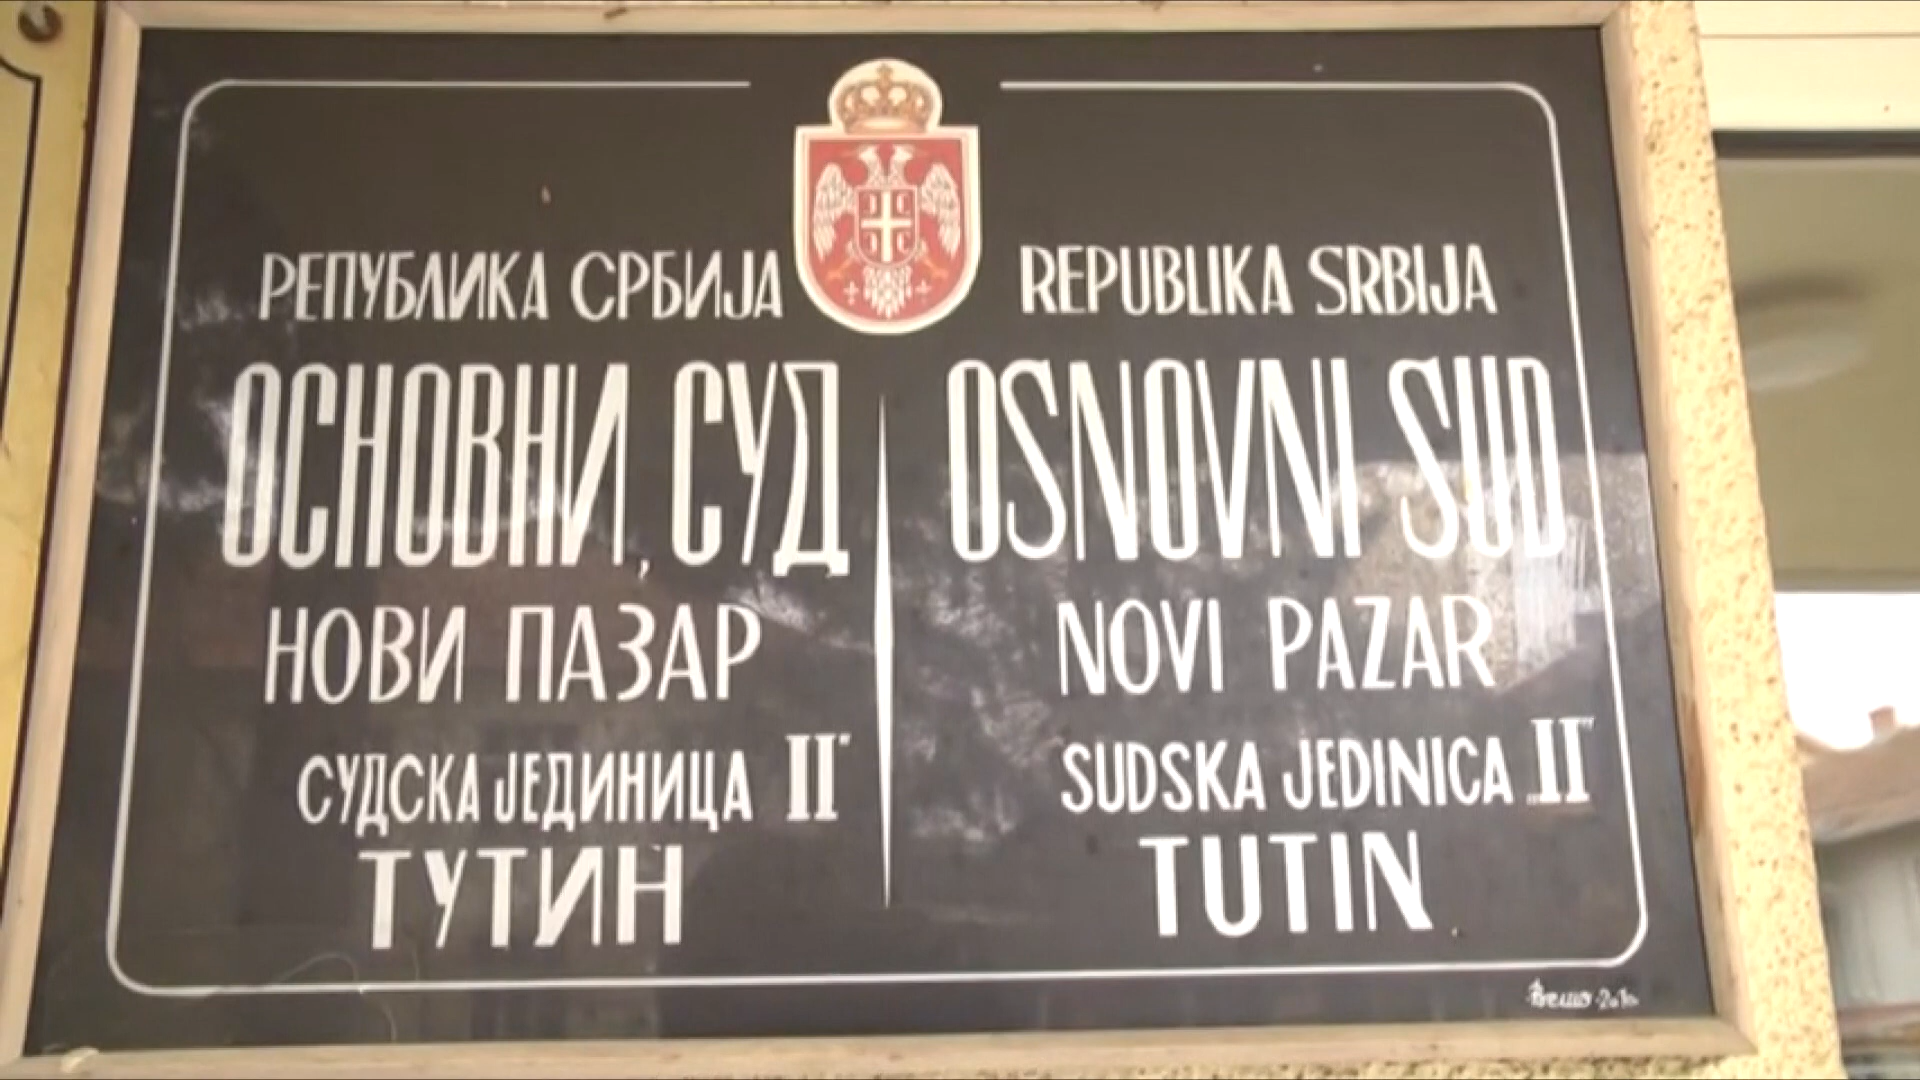 РЕПУБЛИКА СРБИЈА
ОСНОВНИ СУД
НОВИ ПАЗАР
СУДСКА ЈЕДИНИЦА II"
ТУТИН
REPUBLIKA SRBIJA
OSNOVNI SUD
NOVI PAZAR
SUDSKA JEDINICA „II"
TUTIN